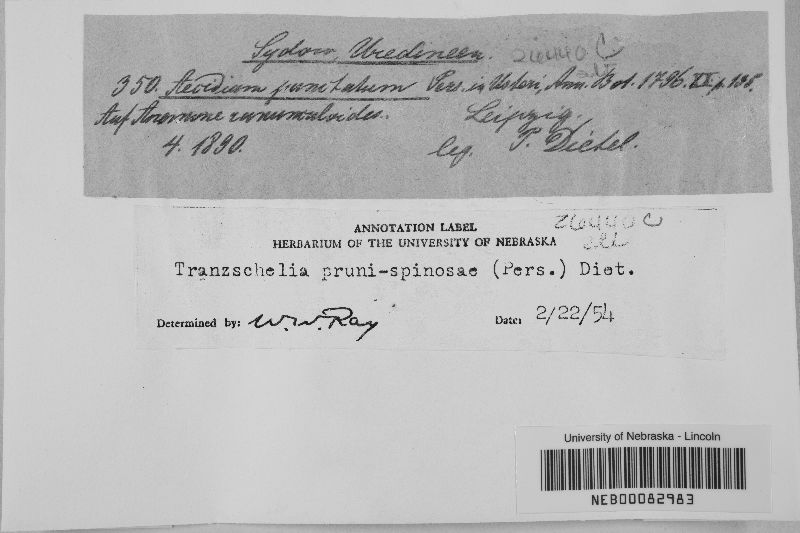 Sydow, Uredineen. 26440 C
350. Aecidium punctatum Pers. in Usteri, Ann. Bot. 1796. XX p. 135.
Auf Anemone ranunculoides. Leipzig.
4. 1890. leg. P. Dietel.
ANNOTATION LABEL 26440 C
HERBARIUM OF THE UNIVERSITY OF NEBRASKA
Tranzschelia pruni-spinosae (Pers.) Diet.
Determined by: W.W. Ray Date: 2/22/54
University of Nebraska - Lincoln
NEB00082983